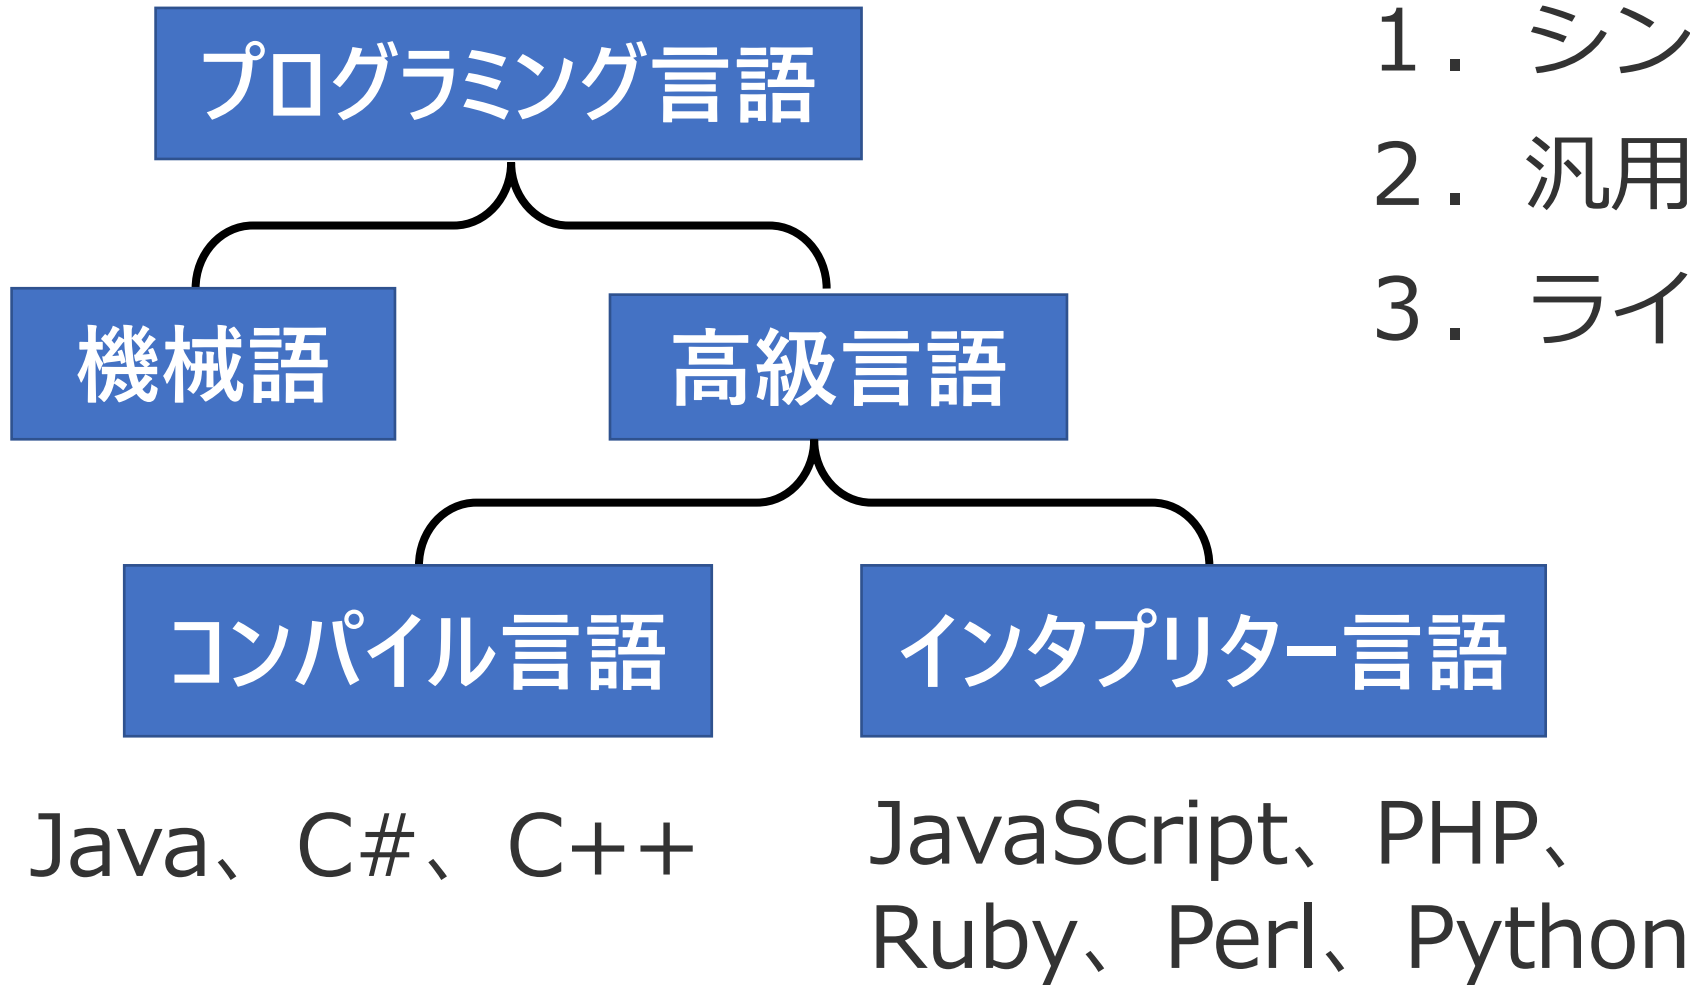 プログラミング言語
機械語
高級言語
コンパイル言語
インタプリター言語
Java、C#、C++
JavaScript、PHP、
Ruby、Perl、Python
1. シン
2. 汎用
3. ライ